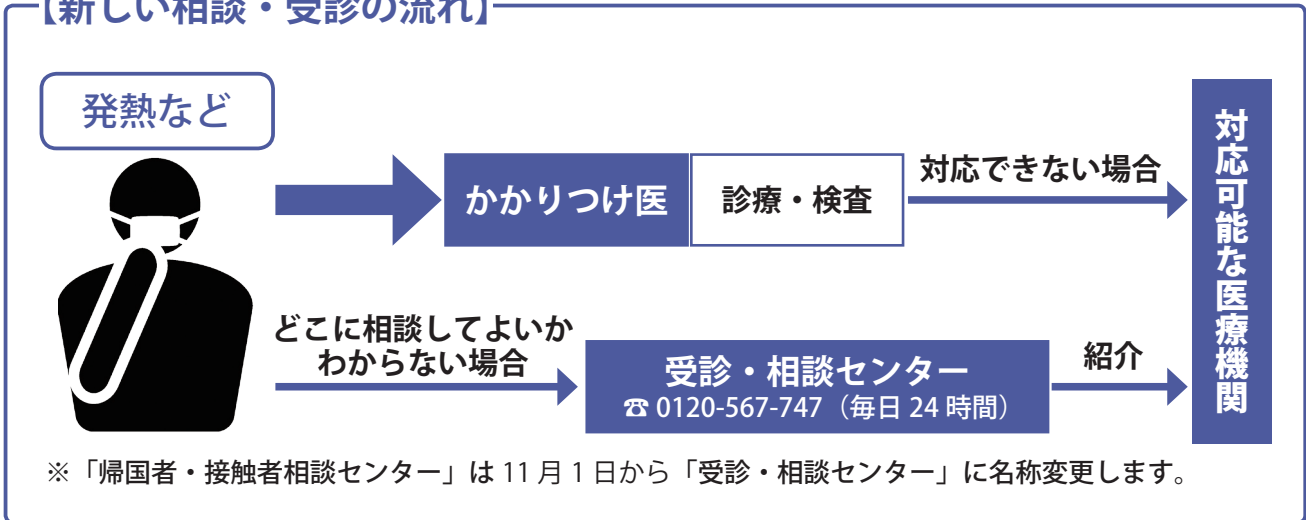 【新しい相談・受診の流れ】
発熱など
かかりつけ医
診療・検査
対応できない場合
対応可能な医療機関
どこに相談してよいか
わからない場合
受診・相談センター
☎ 0120-567-747（毎日 24 時間）
紹介
※「帰国者・接触者相談センター」は 11 月 1 日から「受診・相談センター」に名称変更します。